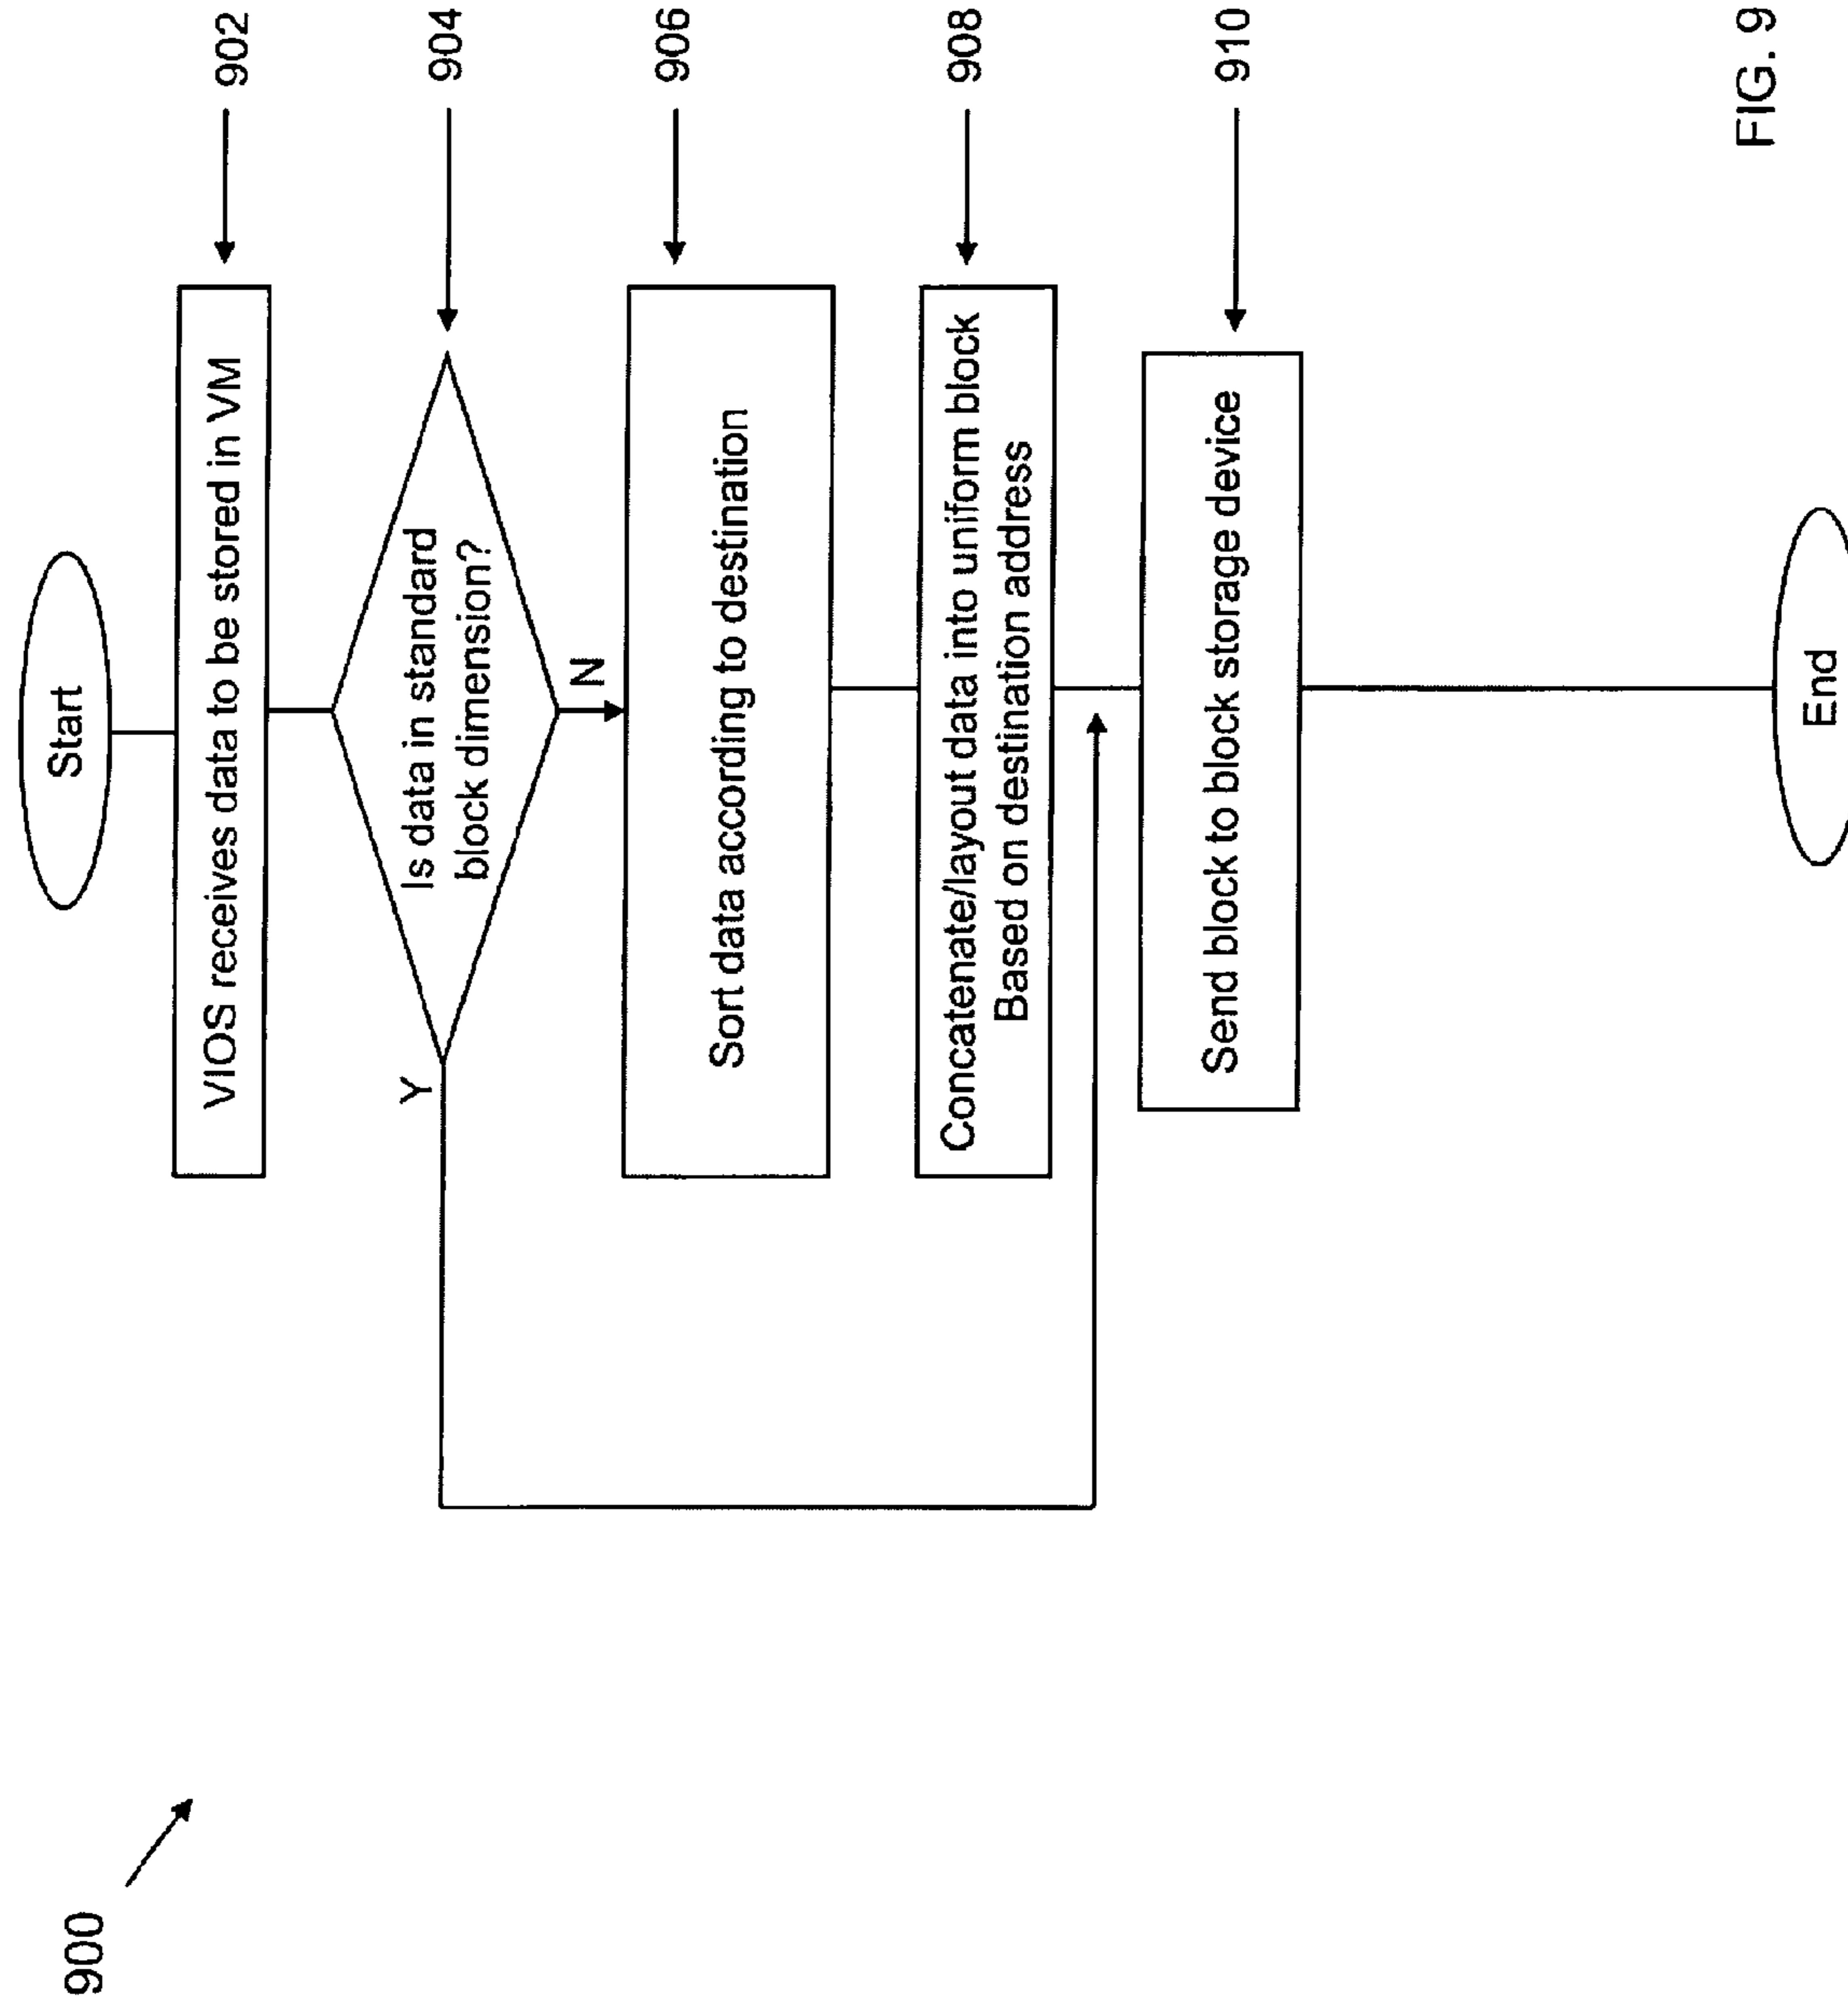 900
Start
VIOS receives data to be stored in VM
902
Is data in standard
block dimension?
904
Y
N
Sort data according to destination
906
Concatenate/layout data into uniform block
Based on destination address
908
Send block to block storage device
910
End
FIG. 9